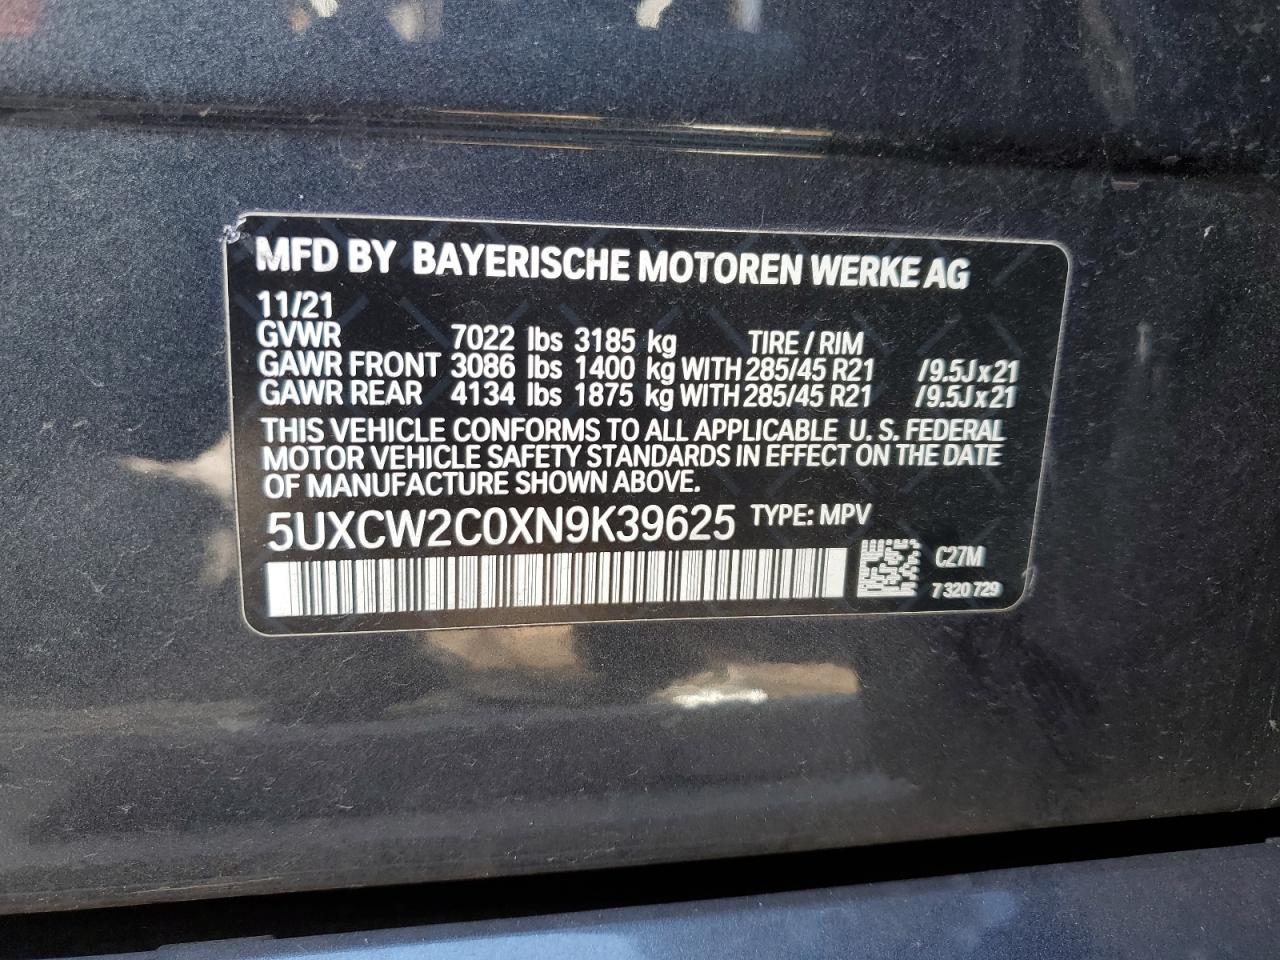 MFD BY BAYERISCHE MOTOREN WERKE AG
11/21
GVWR 7022 lbs 3185 kg TIRE / RIM
GAWR FRONT 3086 lbs 1400 kg WITH 285/45 R21 /9.5J x 21
GAWR REAR 4134 lbs 1875 kg WITH 285/45 R21 /9.5J x 21
THIS VEHICLE CONFORMS TO ALL APPLICABLE U. S. FEDERAL
MOTOR VEHICLE SAFETY STANDARDS IN EFFECT ON THE DATE
OF MANUFACTURE SHOWN ABOVE.
5UXCW2C0XN9K39625 TYPE: MPV
C27M
7 320 729